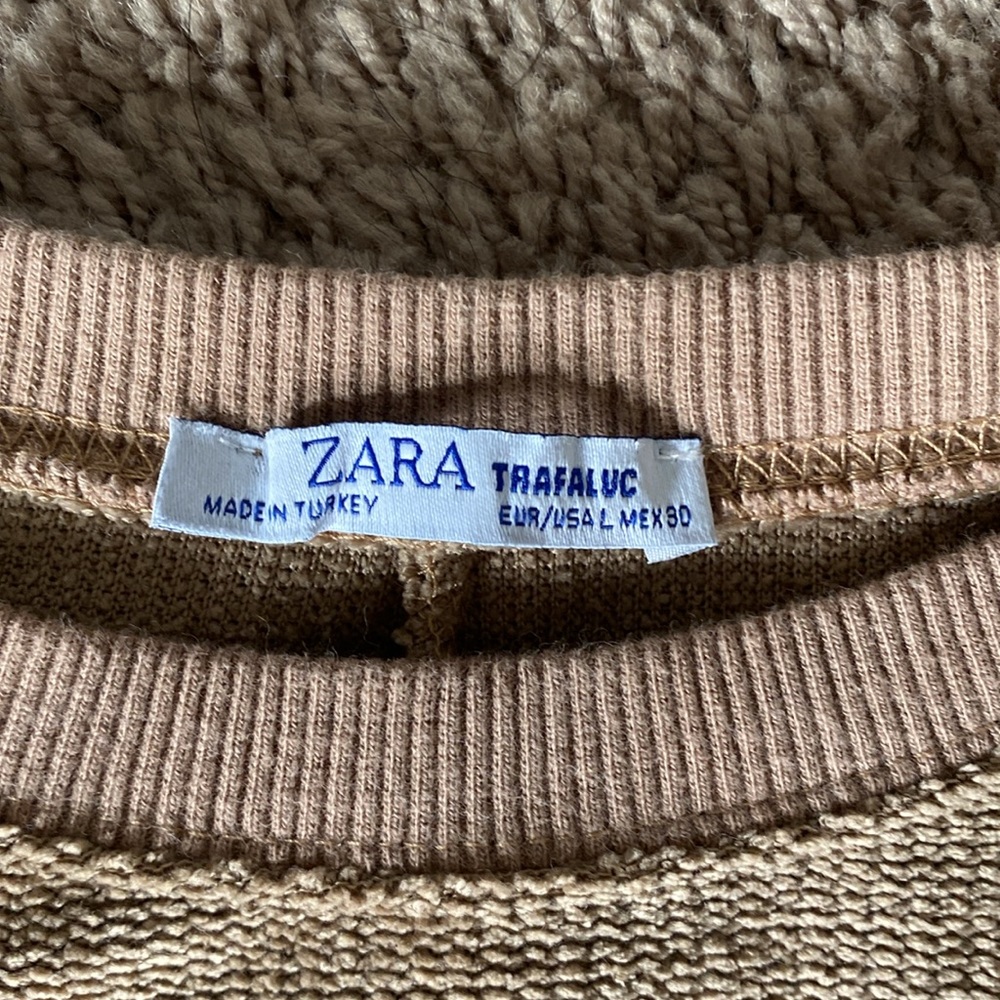 ZARA TRAFALUC
MADE IN TURKEY EUR/USA L MEX 30